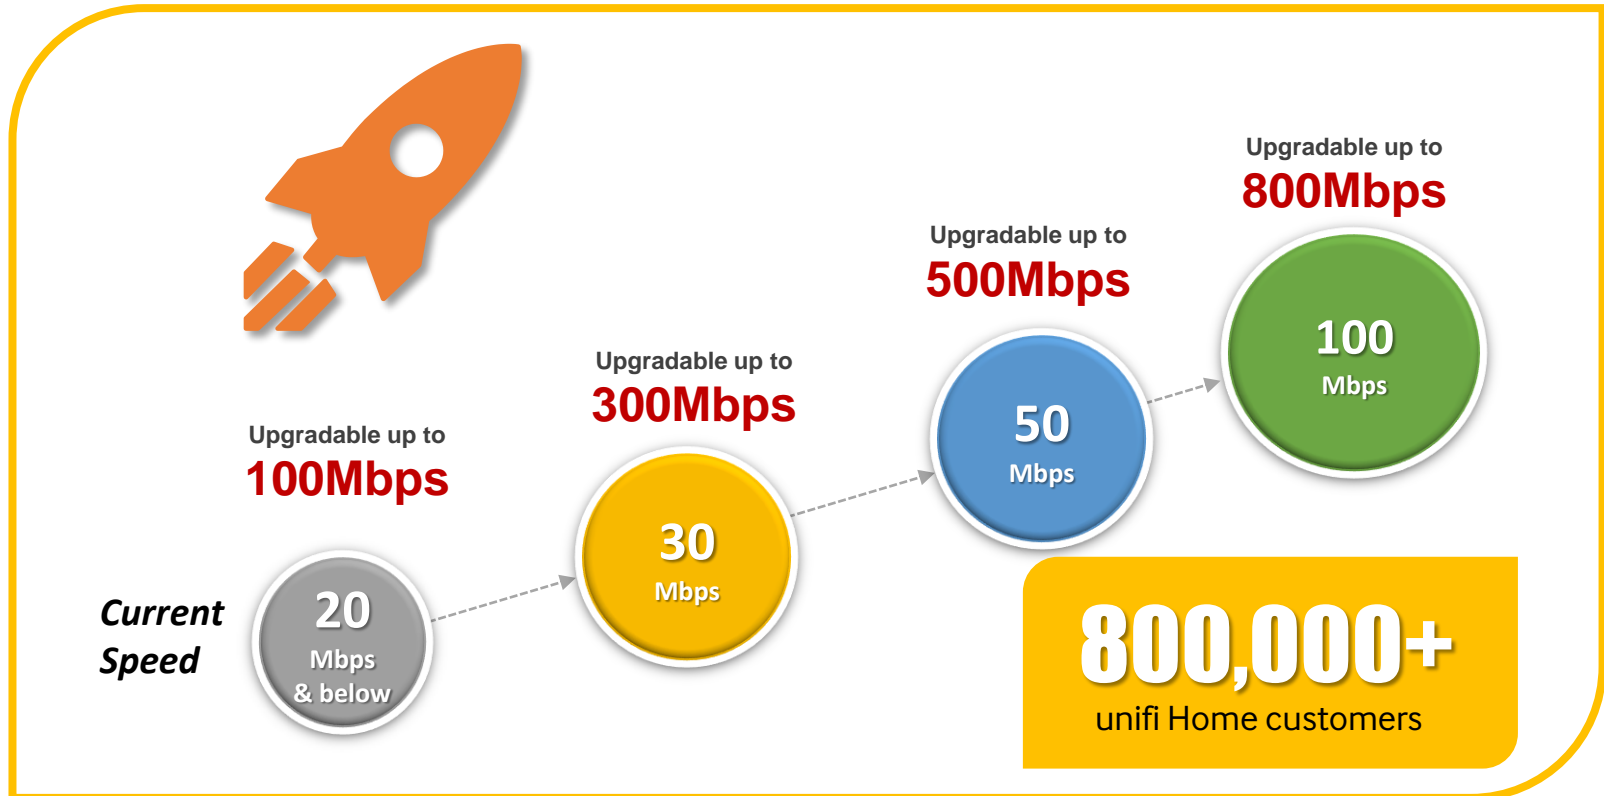 Upgradable up to
800Mbps
Upgradable up to
500Mbps
Upgradable up to
300Mbps
Upgradable up to
100Mbps
Current
Speed
20
Mbps
& below
30
Mbps
50
Mbps
100
Mbps
800,000+
unifi Home customers